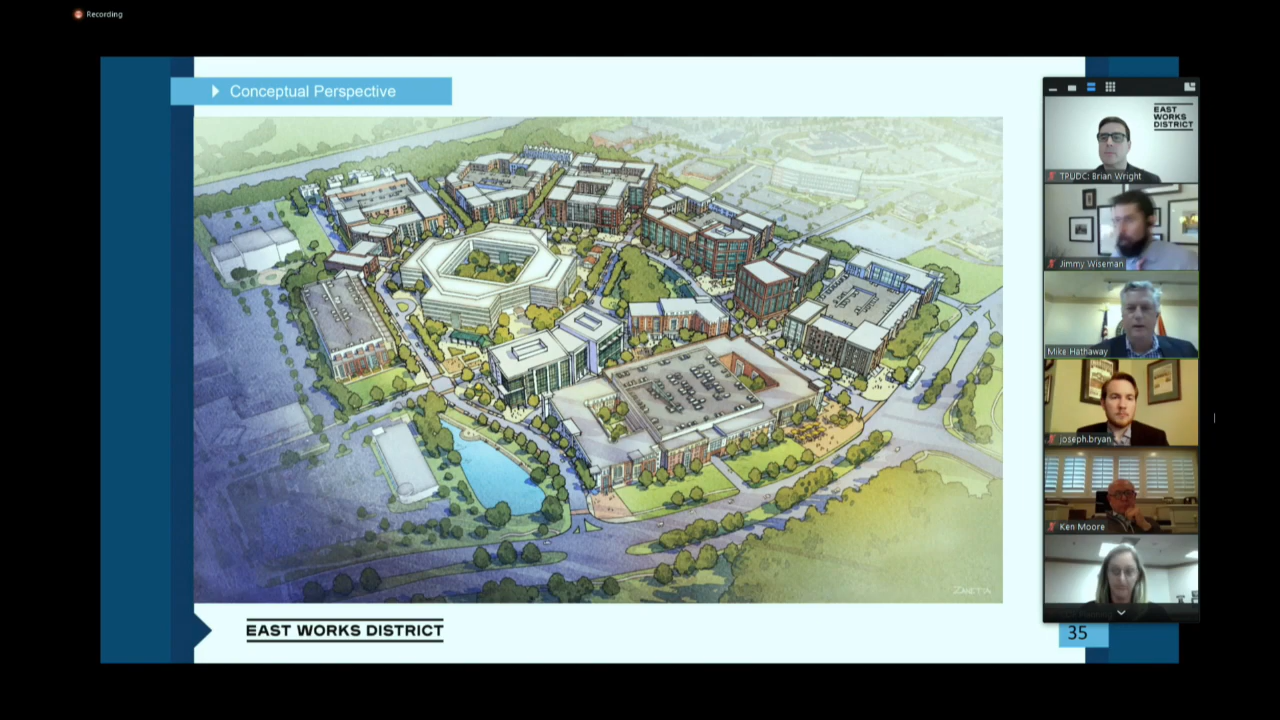 Recording
Conceptual Perspective
EAST
WORKS
DISTRICT
TPUDC: Brian Wright
Jimmy Wiseman
Mike Hathaway
joseph.bryan
Ken Moore
EAST WORKS DISTRICT
35